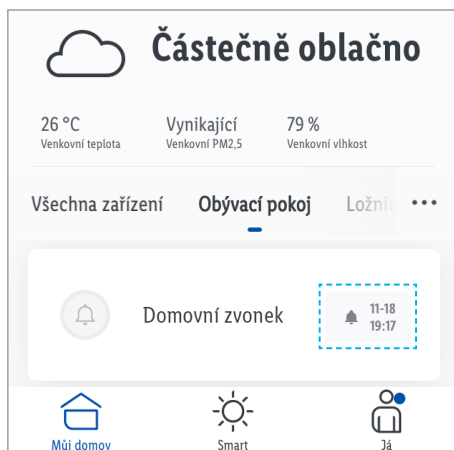 Částečně oblačno
26 °C Vynikající 79 %
Venkovní teplota Venkovní PM2,5 Venkovní vlhkost
Všechna zařízení Obývací pokoj Ložnic
Domovní zvonek
11-18
19:17
Můj domov Smart Já